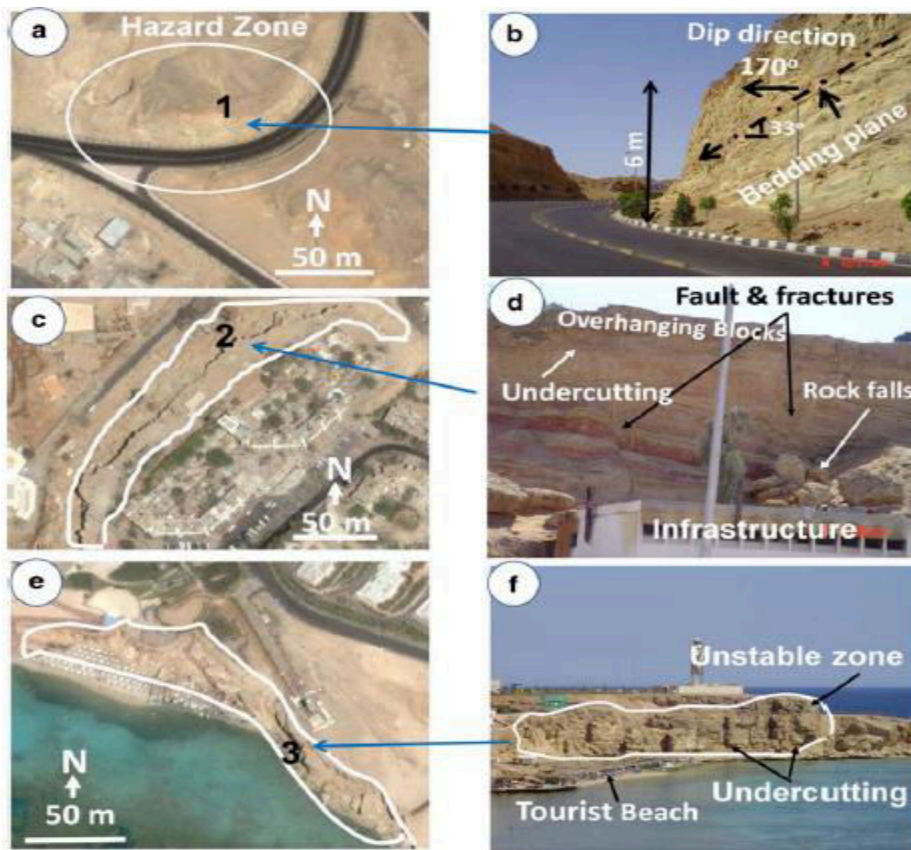 a
Hazard Zone
1
N
50 m
b
Dip direction
170°
33°
6 m
Bedding plane
c
2
N
50 m
d
Fault & fractures
Overhanging Blocks
Undercutting
Rock falls
Infrastructure
e
3
N
50 m
f
Unstable zone
Undercutting
Tourist Beach